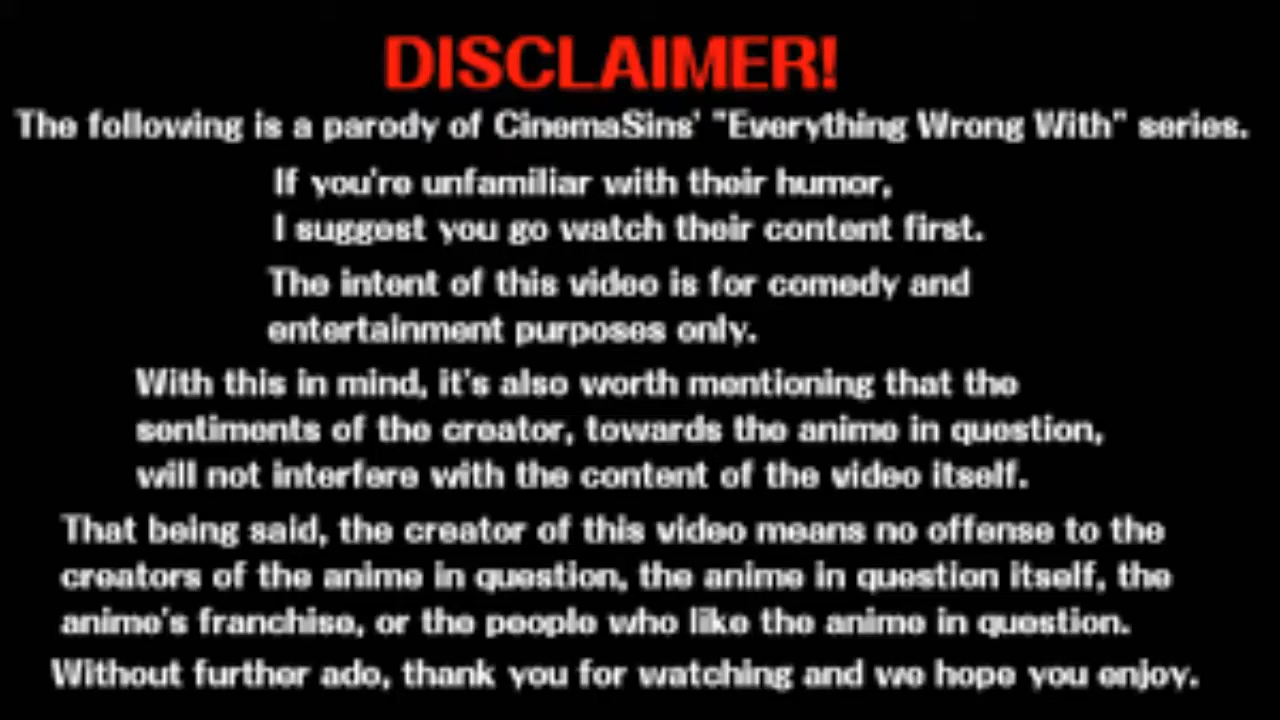 DISCLAIMER!
The following is a parody of CinemaSins' "Everything Wrong With" series.
If you're unfamiliar with their humor,
I suggest you go watch their content first.
The intent of this video is for comedy and
entertainment purposes only.
With this in mind, it's also worth mentioning that the
sentiments of the creator, towards the anime in question,
will not interfere with the content of the video itself.
That being said, the creator of this video means no offense to the
creators of the anime in question, the anime in question itself, the
anime's franchise, or the people who like the anime in question.
Without further ado, thank you for watching and we hope you enjoy.